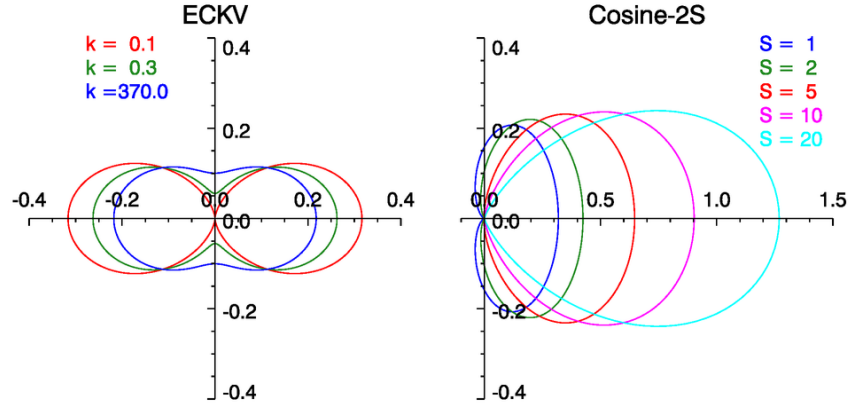 ECKV
k = 0.1
k = 0.3
k =370.0
0.4
0.2
-0.4
-0.2
0.0
0.2
0.4
0.0
-0.2
-0.4
Cosine-2S
S = 1
S = 2
S = 5
S = 10
S = 20
0.4
0.2
0.0
0.5
1.0
1.5
0.0
-0.2
-0.4